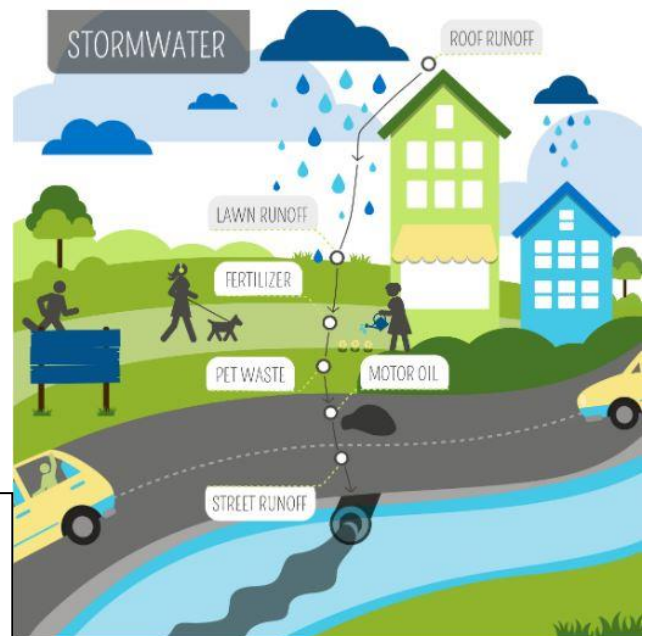 STORMWATER
ROOF RUNOFF
LAWN RUNOFF
FERTILIZER
PET WASTE
MOTOR OIL
STREET RUNOFF